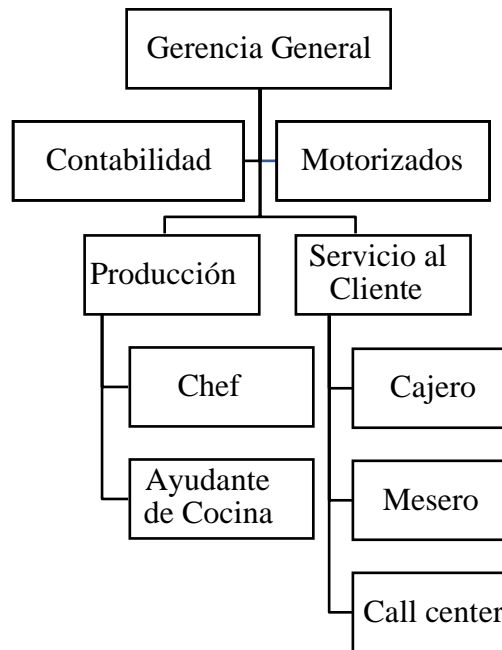 Gerencia General
Contabilidad
Motorizados
Producción
Servicio al
Cliente
Chef
Ayudante
de Cocina
Cajero
Mesero
Call center